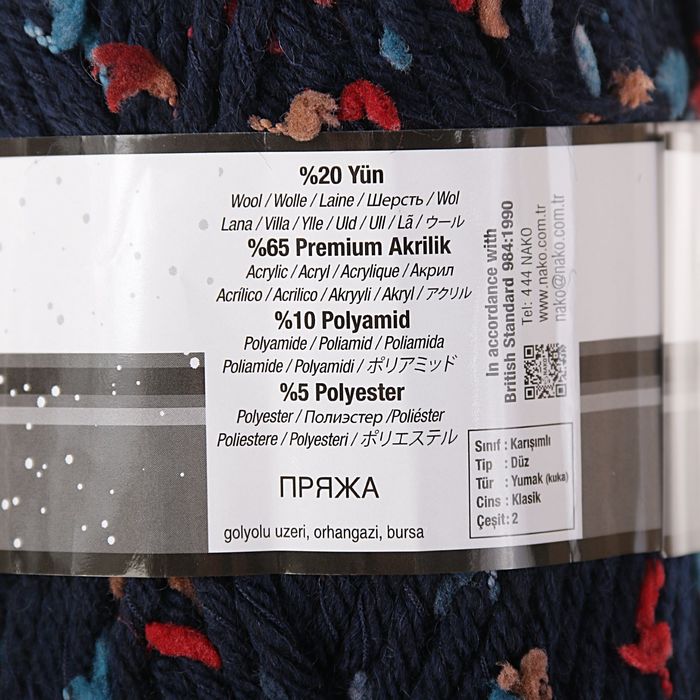 %20 Yün
Wool / Wolle / Laine / Шерсть / Wol
Lana / Villa / Ylle / Uld / Ull / Lã / ウール
%65 Premium Akrilik
Acrylic / Acryl / Acrylique / Акрил
Acrílico / Acrilico / Akryyli / Akryl / アクリル
%10 Polyamid
Polyamide / Poliamid / Poliamida
Poliamide / Polyamidi / ポリアミッド
%5 Polyester
Polyester / Полиэстер /Poliéster
Poliestere / Polyesteri / ポリエステル
ПРЯЖА
golyolu uzeri, orhangazi, bursa
In accordance with
British Standard 984:1990
Tel: 4 44 NAKO
www.nako.com.tr
nako@nako.com.tr
Sınıf : Karışımlı
Tip : Düz
Tür : Yumak (kuka)
Cins : Klasik
Çeşit : 2